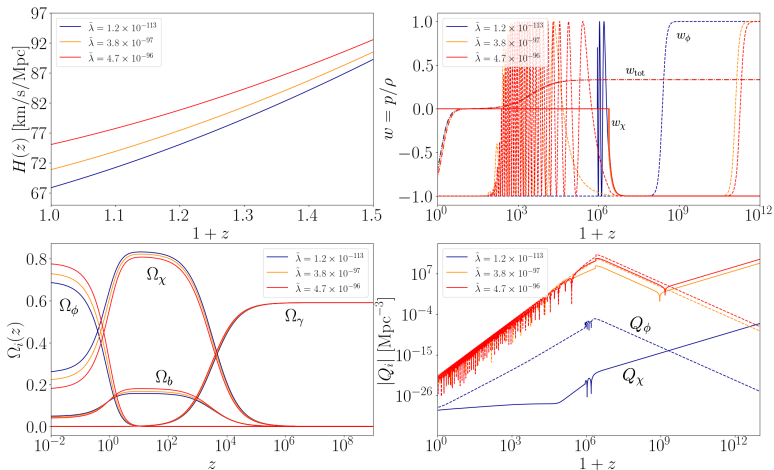 97
92
87
82
77
72
67
H(z) [km/s/Mpc]
λ̃ = 1.2 × 10⁻¹¹³
λ̃ = 3.8 × 10⁻⁹⁷
λ̃ = 4.7 × 10⁻⁹⁶
1.0 1.1 1.2 1.3 1.4 1.5
1 + z
1.0
0.5
0.0
−0.5
−1.0
w = p/ρ
λ̃ = 1.2 × 10⁻¹¹³
λ̃ = 3.8 × 10⁻⁹⁷
λ̃ = 4.7 × 10⁻⁹⁶
w_ϕ
w_tot
w_χ
10⁰ 10³ 10⁶ 10⁹ 10¹²
1 + z
0.8
0.6
0.4
0.2
0.0
Ω_i(z)
λ̃ = 1.2 × 10⁻¹¹³
λ̃ = 3.8 × 10⁻⁹⁷
λ̃ = 4.7 × 10⁻⁹⁶
Ω_χ
Ω_ϕ
Ω_γ
Ω_b
10⁻² 10⁰ 10² 10⁴ 10⁶ 10⁸
z
10⁷
10⁻⁴
10⁻¹⁵
10⁻²⁶
|Q_i| [Mpc⁻³]
λ̃ = 1.2 × 10⁻¹¹³
λ̃ = 3.8 × 10⁻⁹⁷
λ̃ = 4.7 × 10⁻⁹⁶
Q_ϕ
Q_χ
10⁰ 10³ 10⁶ 10⁹ 10¹²
1 + z